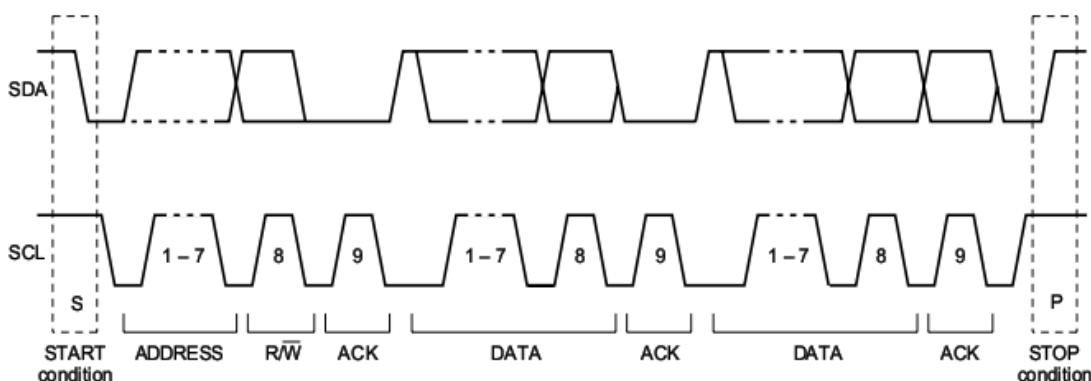 SDA
SCL
1 – 7 8 9 1 – 7 8 9 1 – 7 8 9
S P
START ADDRESS R/W̅ ACK DATA ACK DATA ACK STOP
condition condition